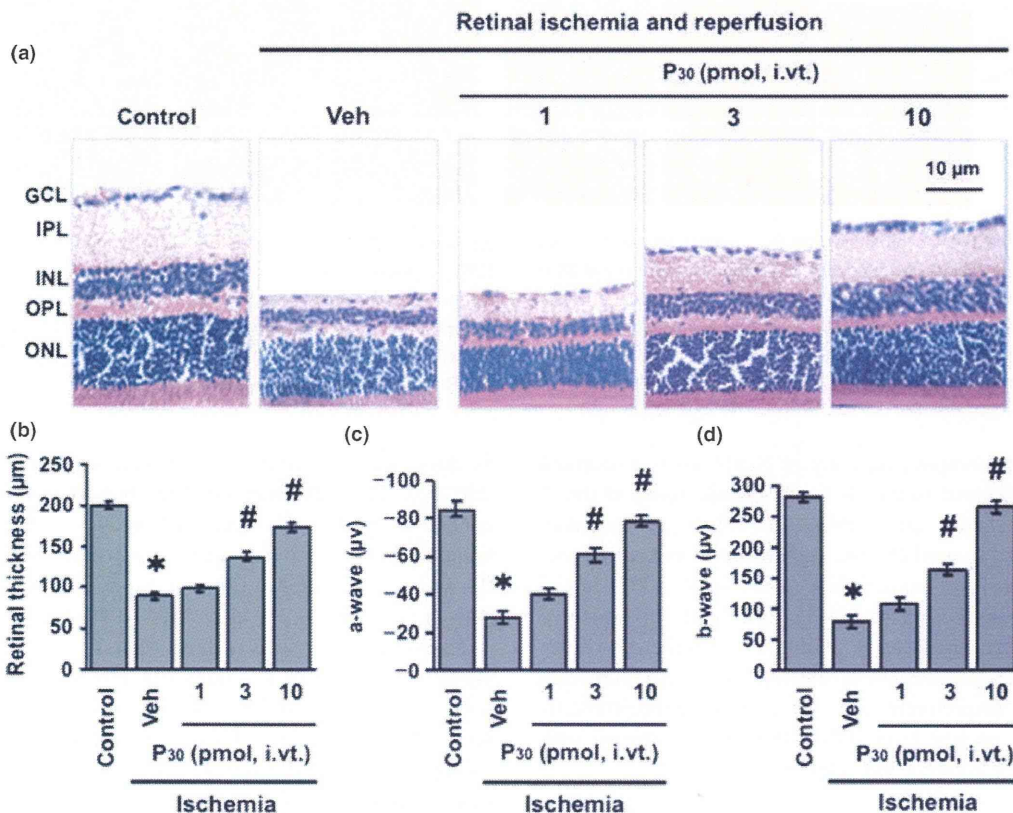 Retinal ischemia and reperfusion
(a)
P30 (pmol, i.vt.)
Control Veh 1 3 10
10 µm
GCL
IPL
INL
OPL
ONL
(b)
Retinal thickness (µm)
250
200
150
100
50
0
*
#
#
Control
Veh
1 3 10
P30 (pmol, i.vt.)
Ischemia
(c)
a-wave (µv)
−100
−80
−60
−40
−20
−0
*
#
#
Control
Veh
1 3 10
P30 (pmol, i.vt.)
Ischemia
(d)
b-wave (µv)
300
250
200
150
100
50
0
*
#
#
Control
Veh
1 3 10
P30 (pmol, i.vt.)
Ischemia